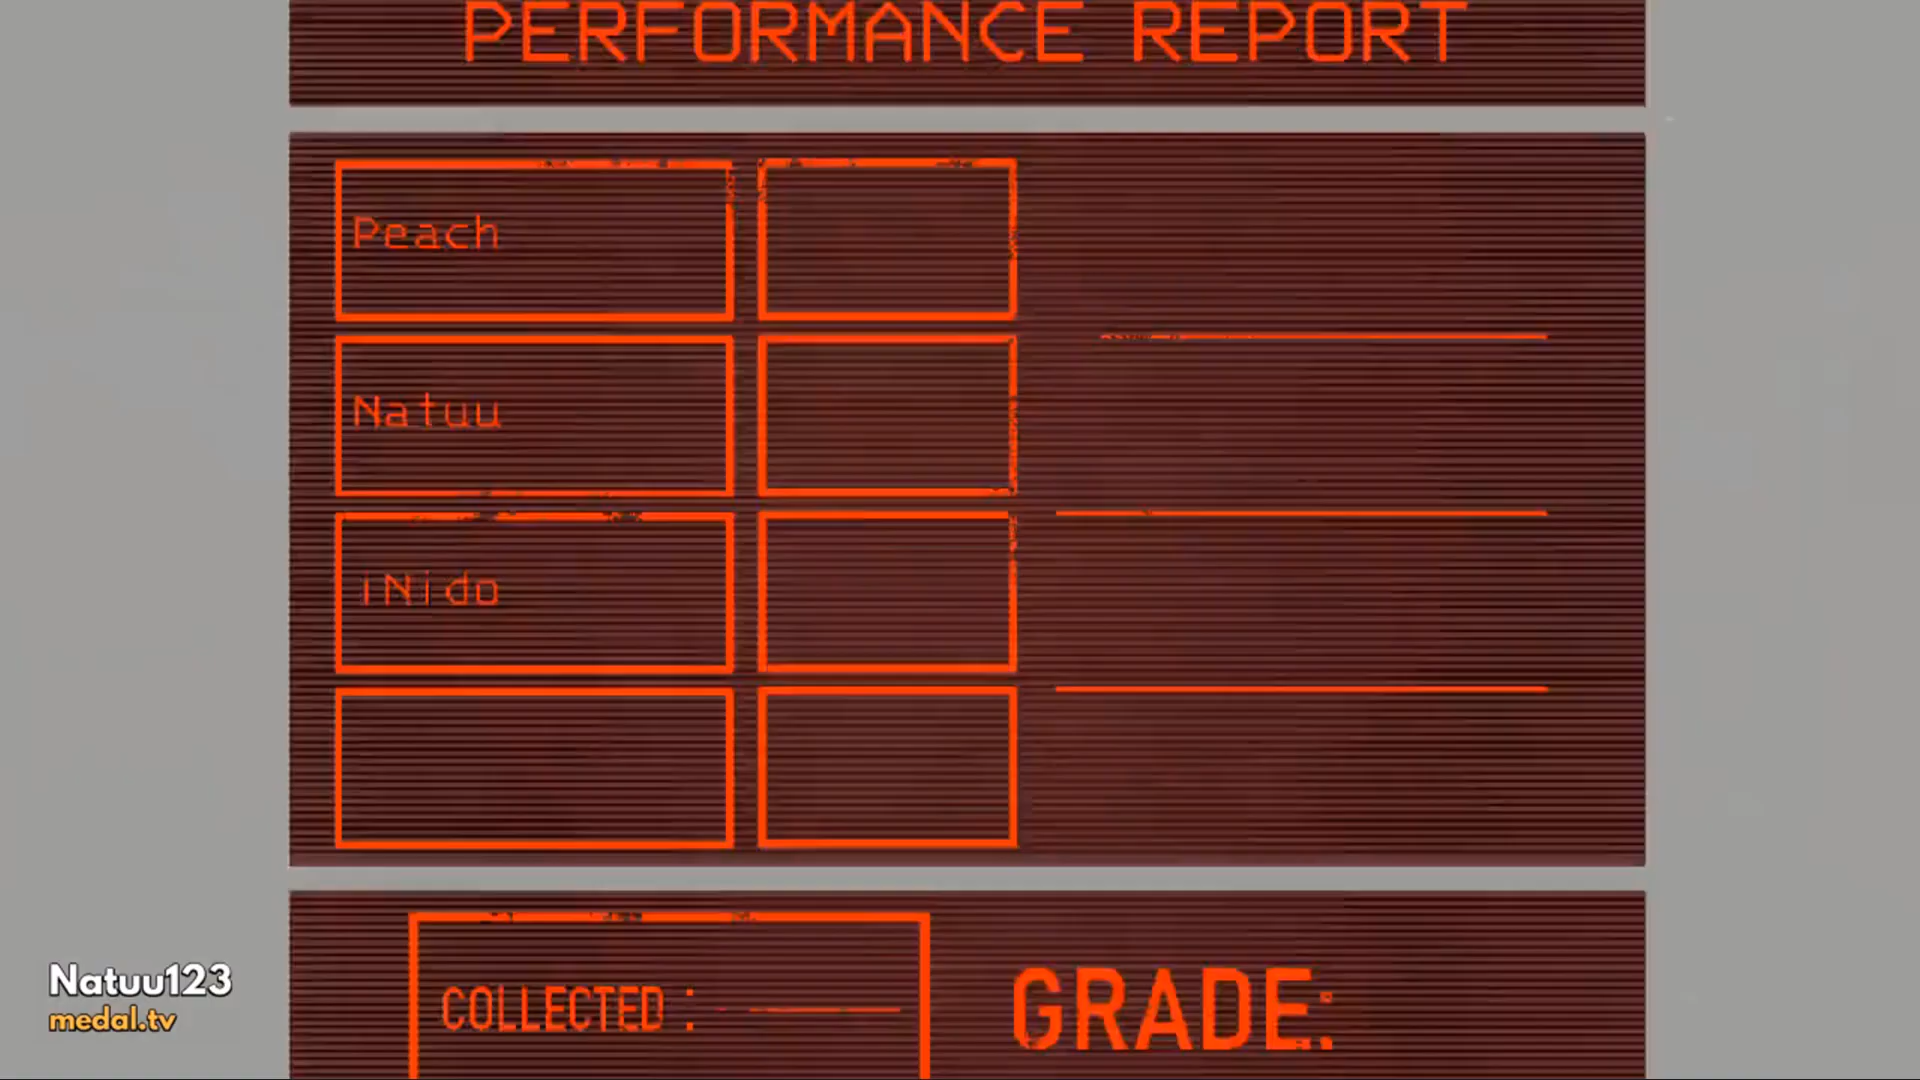 PERFORMANCE REPORT
Peach
Natuu
iNido
COLLECTED :
GRADE:
Natuu123
medal.tv